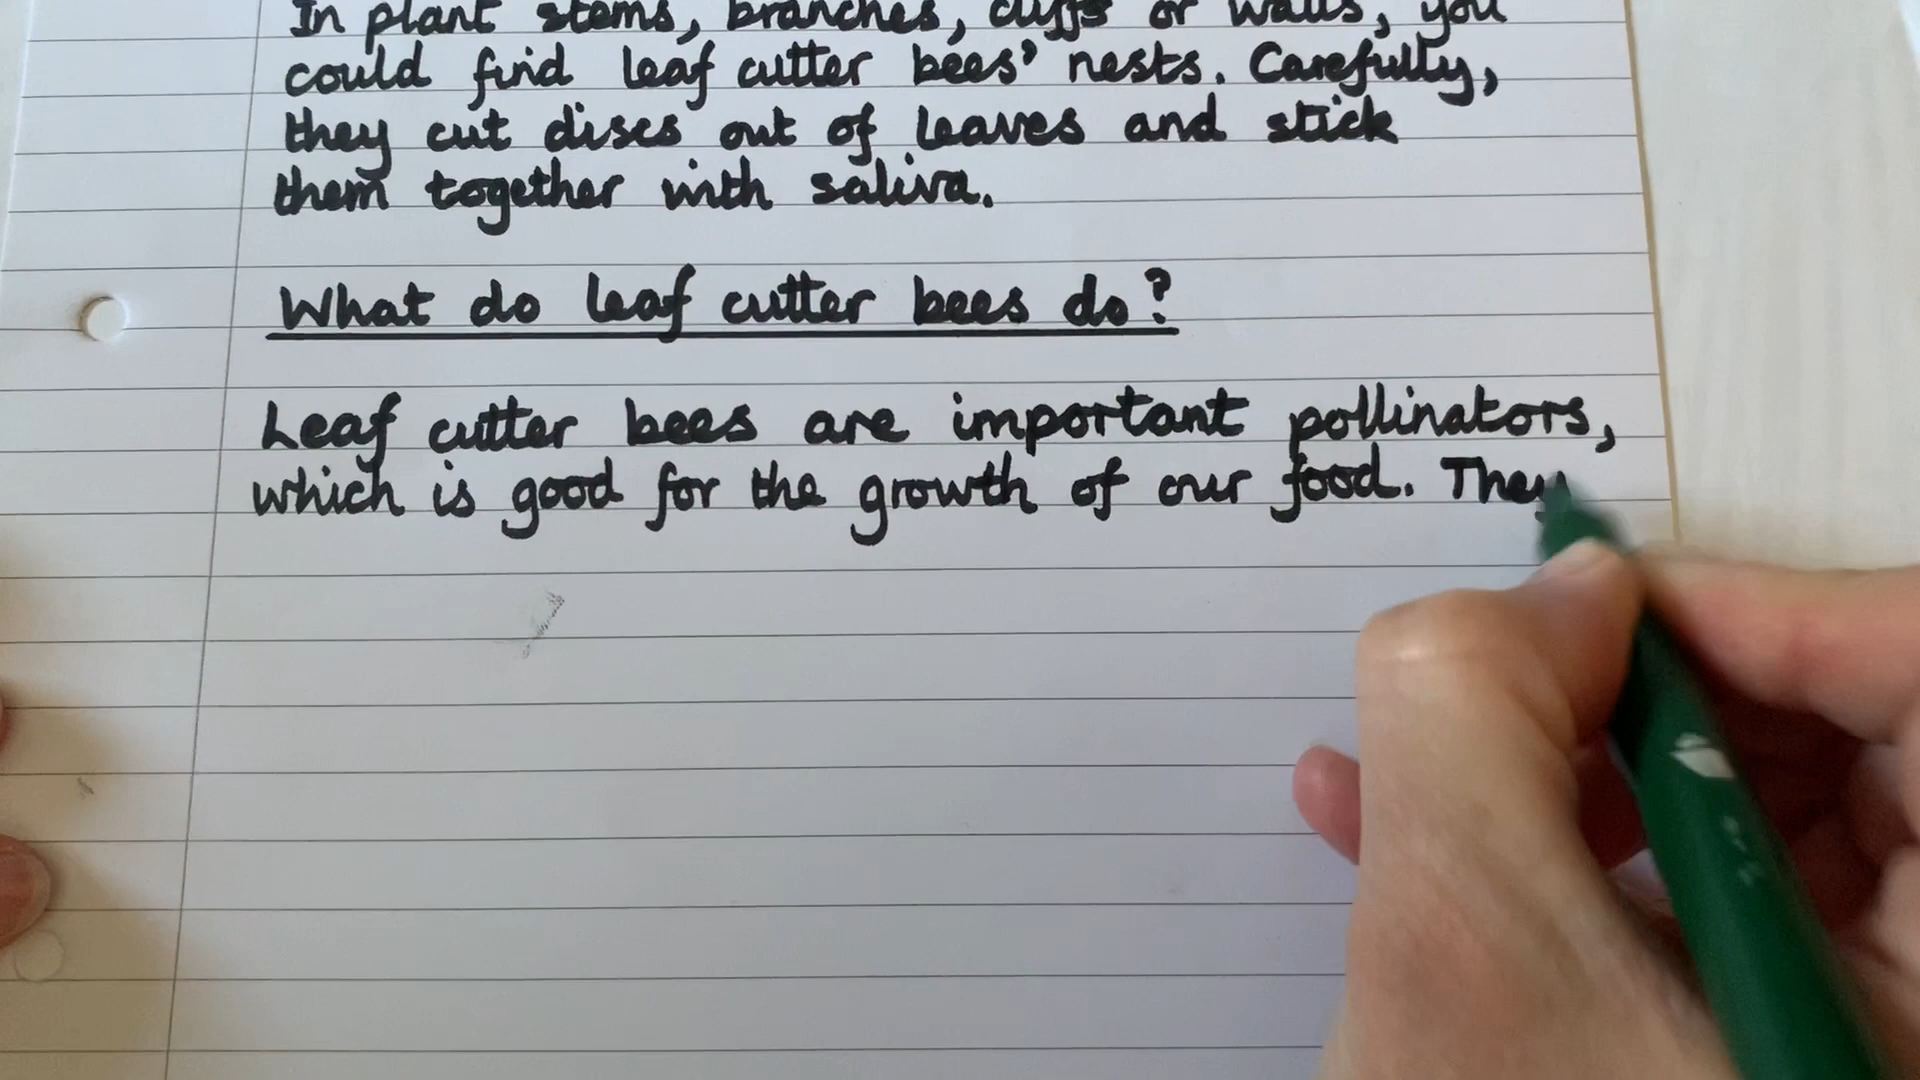 In plant stems, branches, cliffs or walls, you
could find leaf cutter bees' nests. Carefully,
they cut discs out of leaves and stick
them together with saliva.
What do leaf cutter bees do?
Leaf cutter bees are important pollinators,
which is good for the growth of our food. They